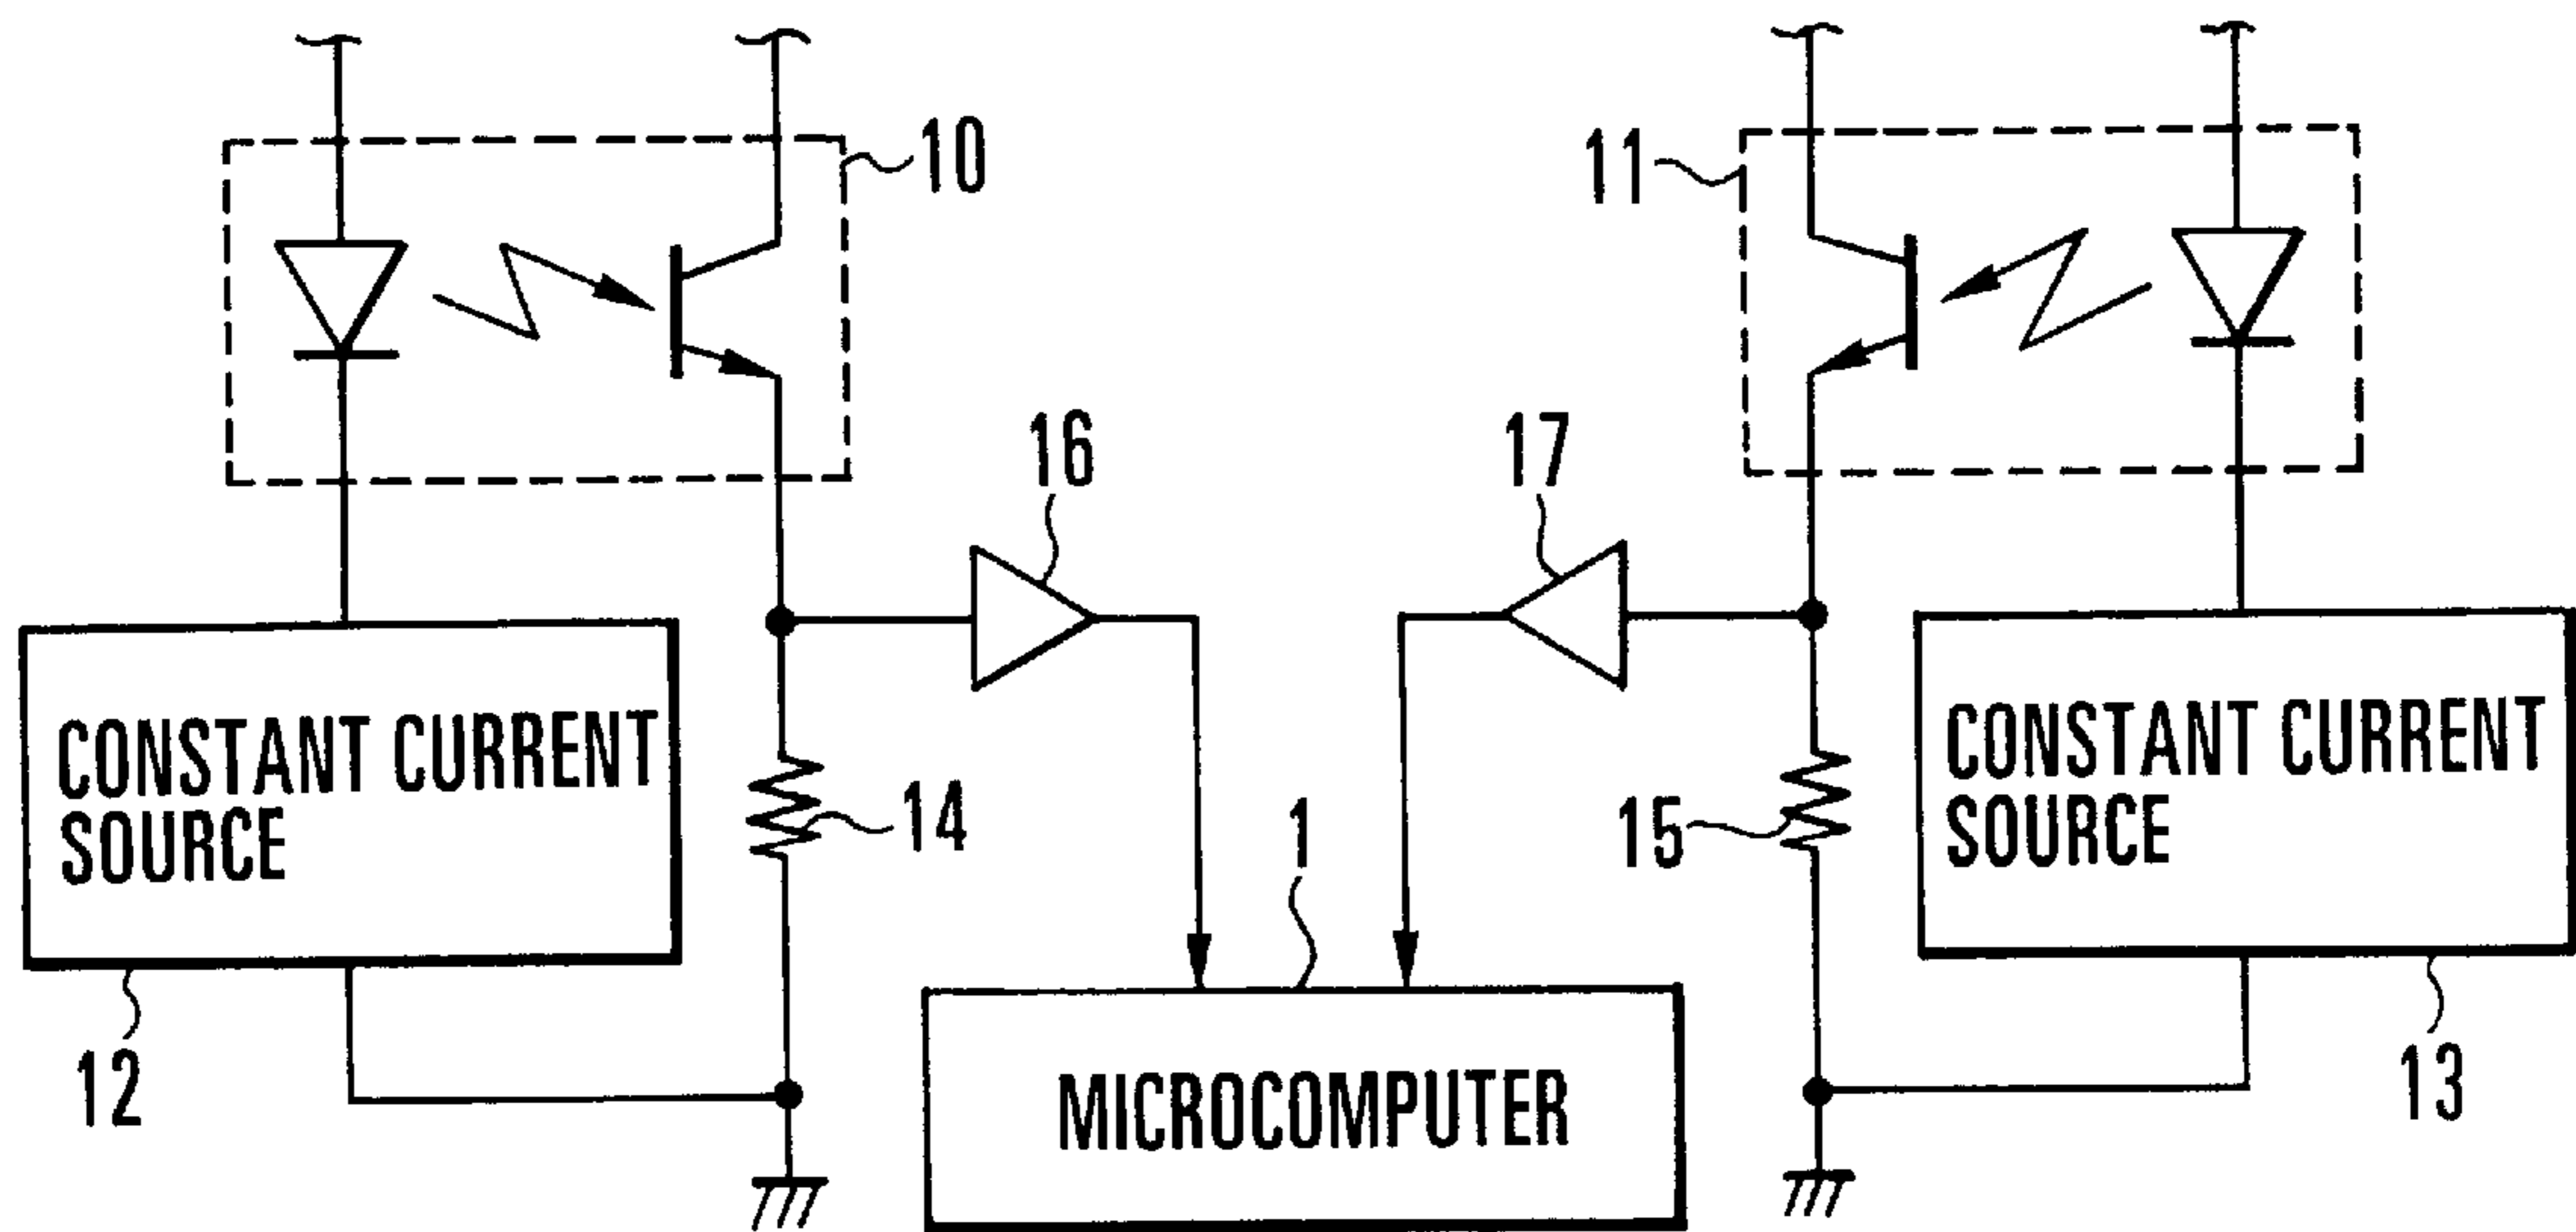 10
11
16
17
CONSTANT CURRENT
SOURCE
CONSTANT CURRENT
SOURCE
14
1
15
12
MICROCOMPUTER
13